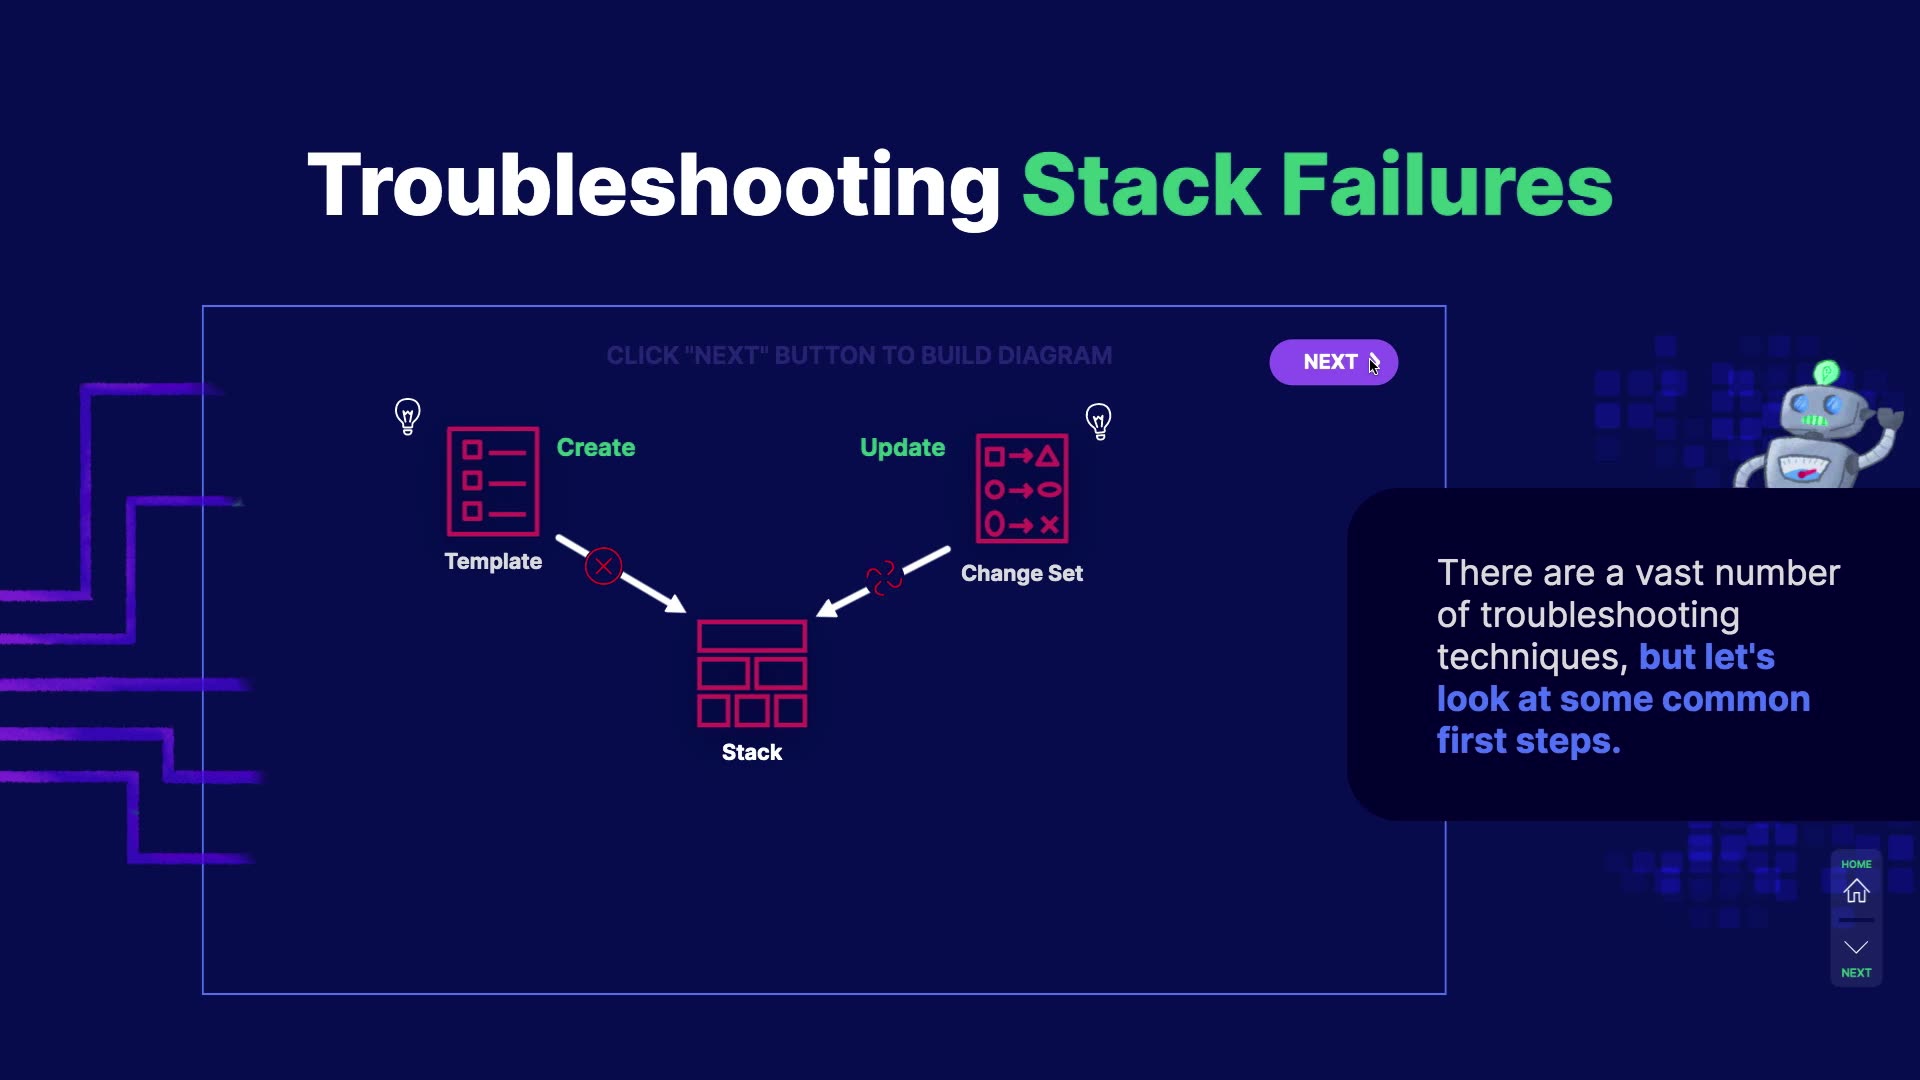 Troubleshooting Stack Failures
CLICK "NEXT" BUTTON TO BUILD DIAGRAM
NEXT
Create
Update
Template
Change Set
Stack
There are a vast number
of troubleshooting
techniques, but let's
look at some common
first steps.
HOME
NEXT